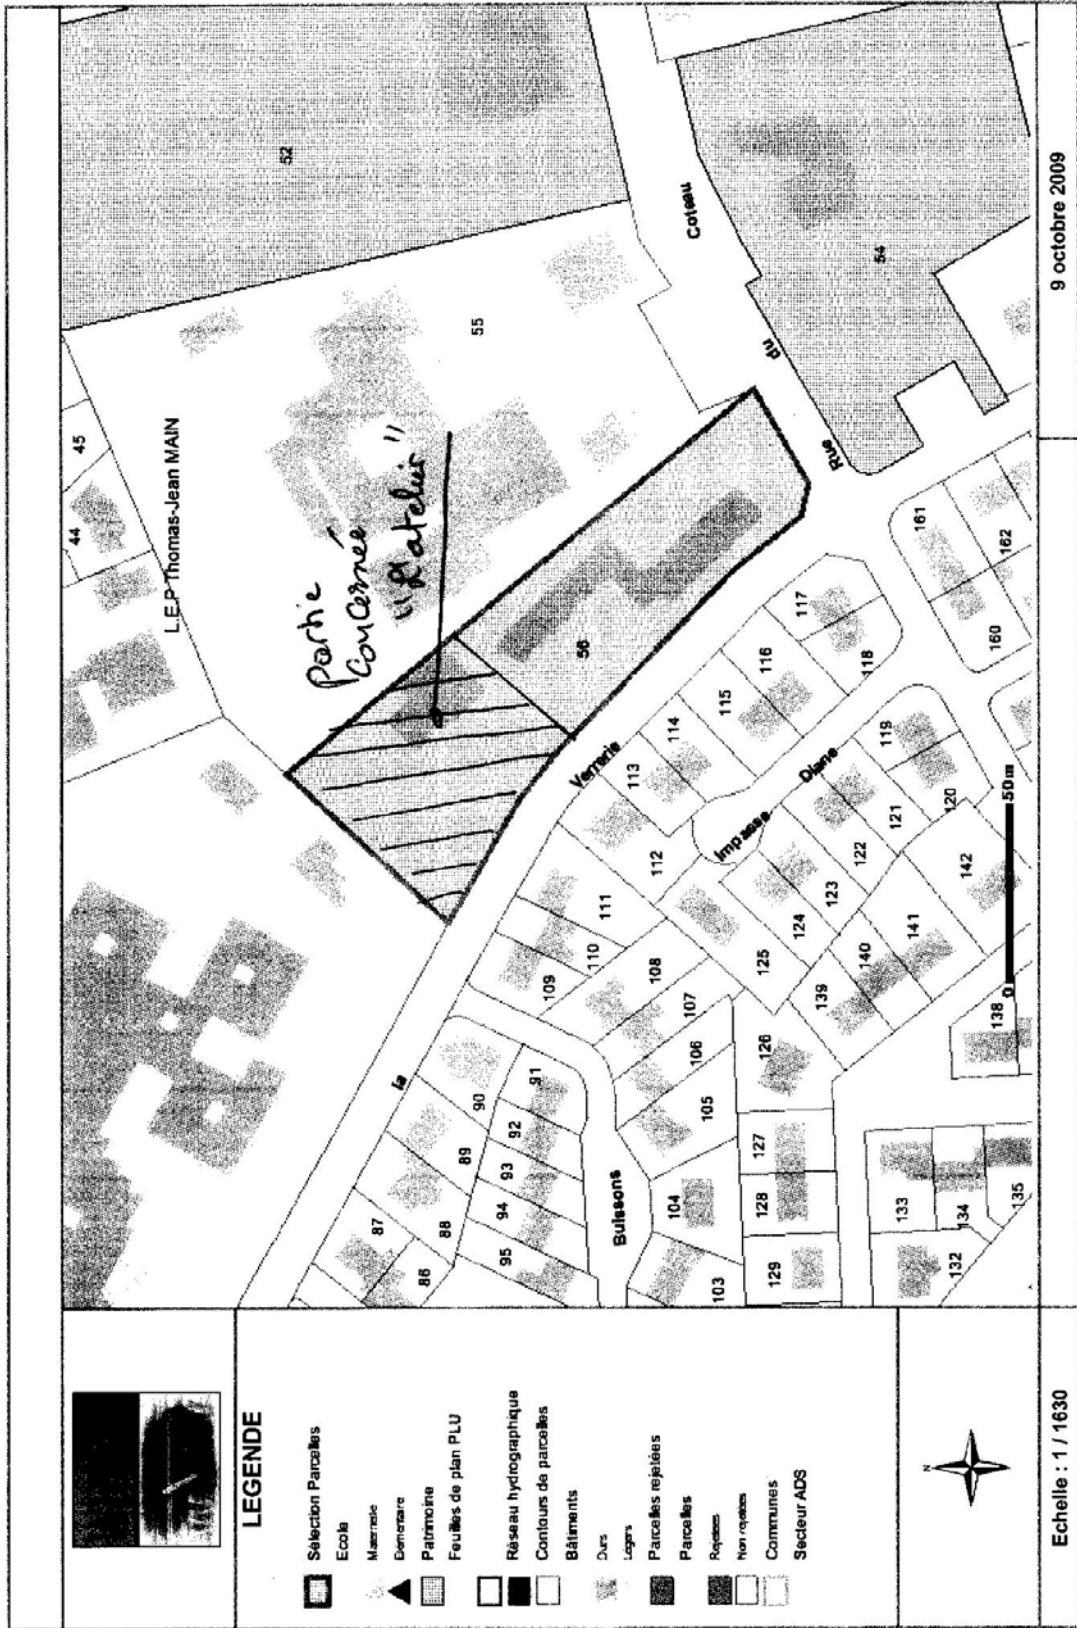 52
45
44
L.E.P Thomas-Jean MAIN
55
Coteau
54
du
Rue
Partie
Concernée
"l'atelier"
56
161
162
160
117
118
116
115
114
113
Verrerie
112
119
120
121
122
123
124
125
Impasse
Diane
111
110
109
108
107
106
105
104
103
142
141
140
139
138
126
127
128
129
133
134
135
132
la
90
91
92
93
94
95
89
88
87
86
Buissons
0
50m
LEGENDE
Sélection Parcelles
Ecole
Maternele
Elementaire
Patrimoine
Feuilles de plan PLU
Réseau hydrographique
Contours de parcelles
Bâtiments
Durs
Légers
Parcelles rejetées
Parcelles
Rejetées
Non rejetées
Communes
Secteur ADS
N
Echelle : 1 / 1630
9 octobre 2009